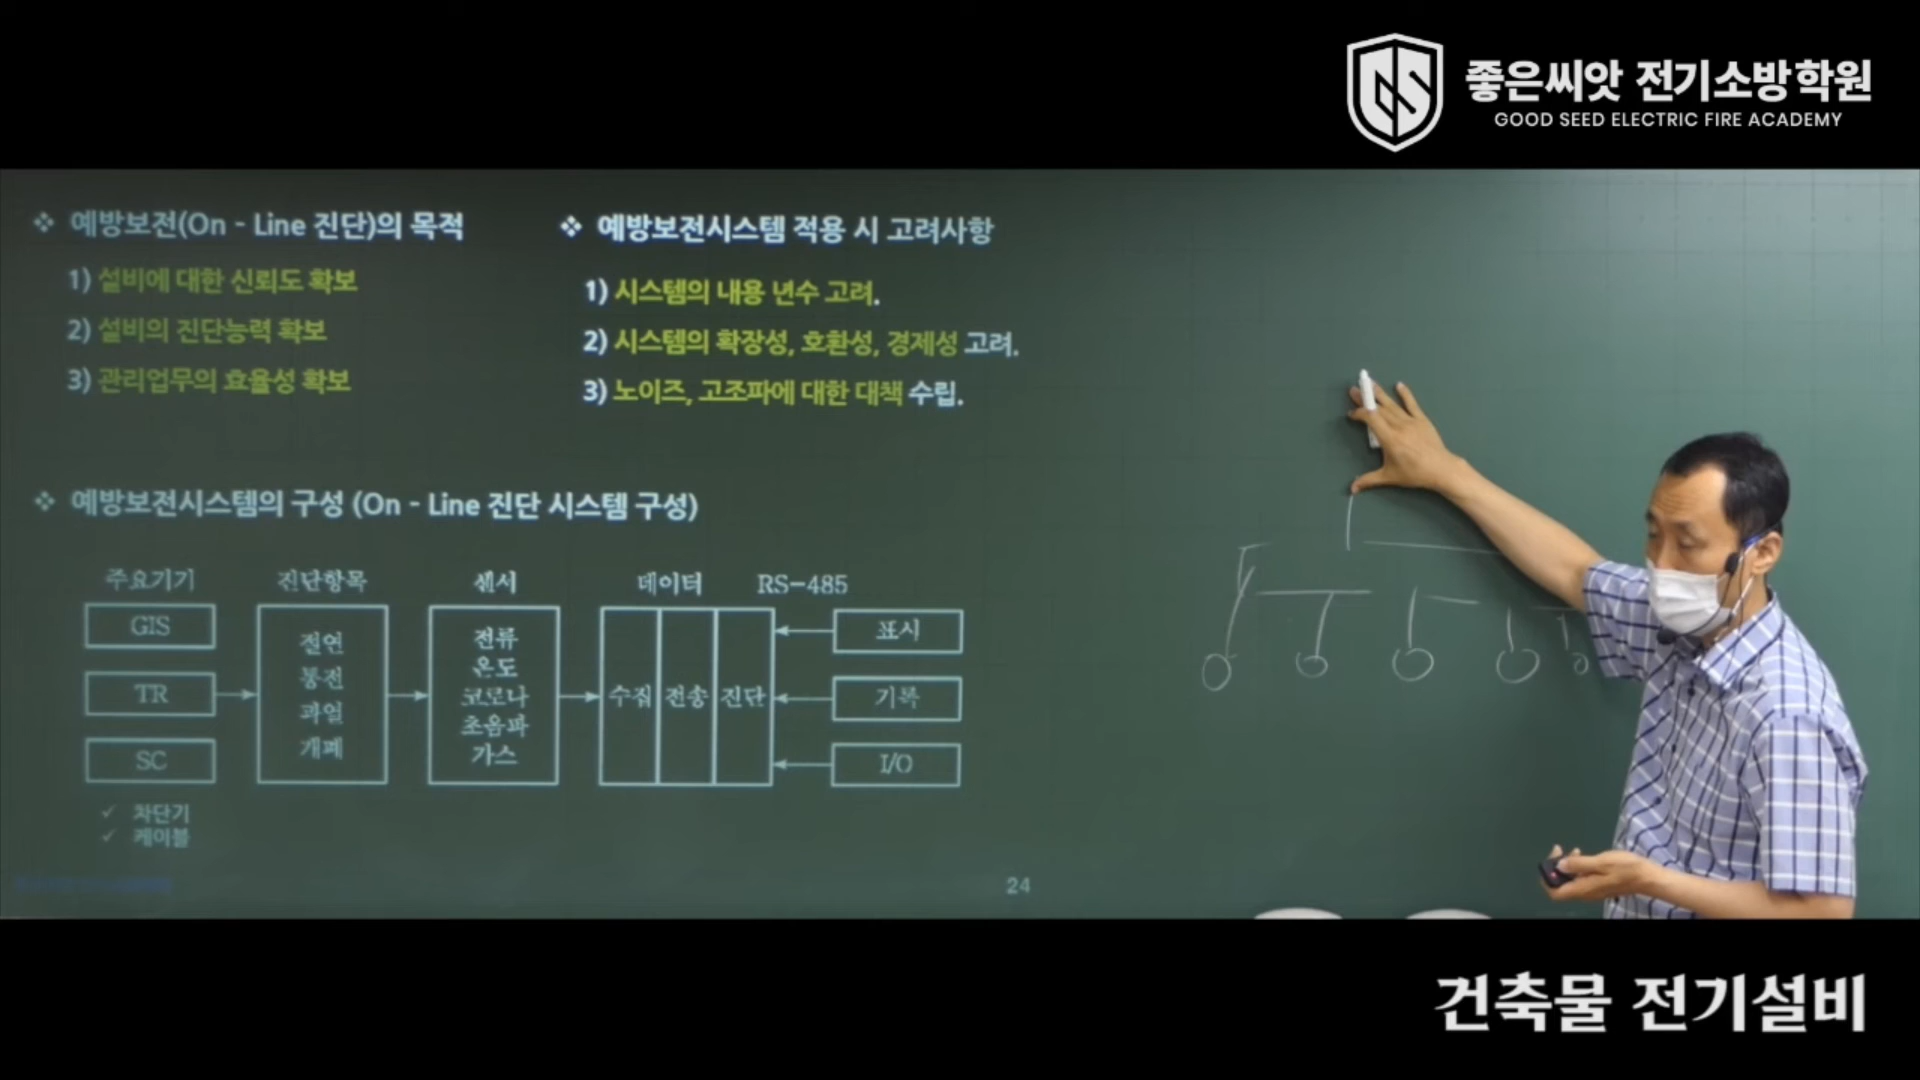 좋은씨앗 전기소방학원
GOOD SEED ELECTRIC FIRE ACADEMY
❖ 예방보전(On - Line 진단)의 목적
1) 설비에 대한 신뢰도 확보
2) 설비의 진단능력 확보
3) 관리업무의 효율성 확보
❖ 예방보전시스템 적용 시 고려사항
1) 시스템의 내용 년수 고려.
2) 시스템의 확장성, 호환성, 경제성 고려.
3) 노이즈, 고조파에 대한 대책 수립.
❖ 예방보전시스템의 구성 (On - Line 진단 시스템 구성)
주요기기
GIS
TR
SC
✓ 차단기
✓ 케이블
진단항목
절연
통전
과열
개폐
센서
전류
온도
코로나
초음파
가스
데이터
수집 전송 진단
RS-485
표시
기록
I/O
24
건축물 전기설비